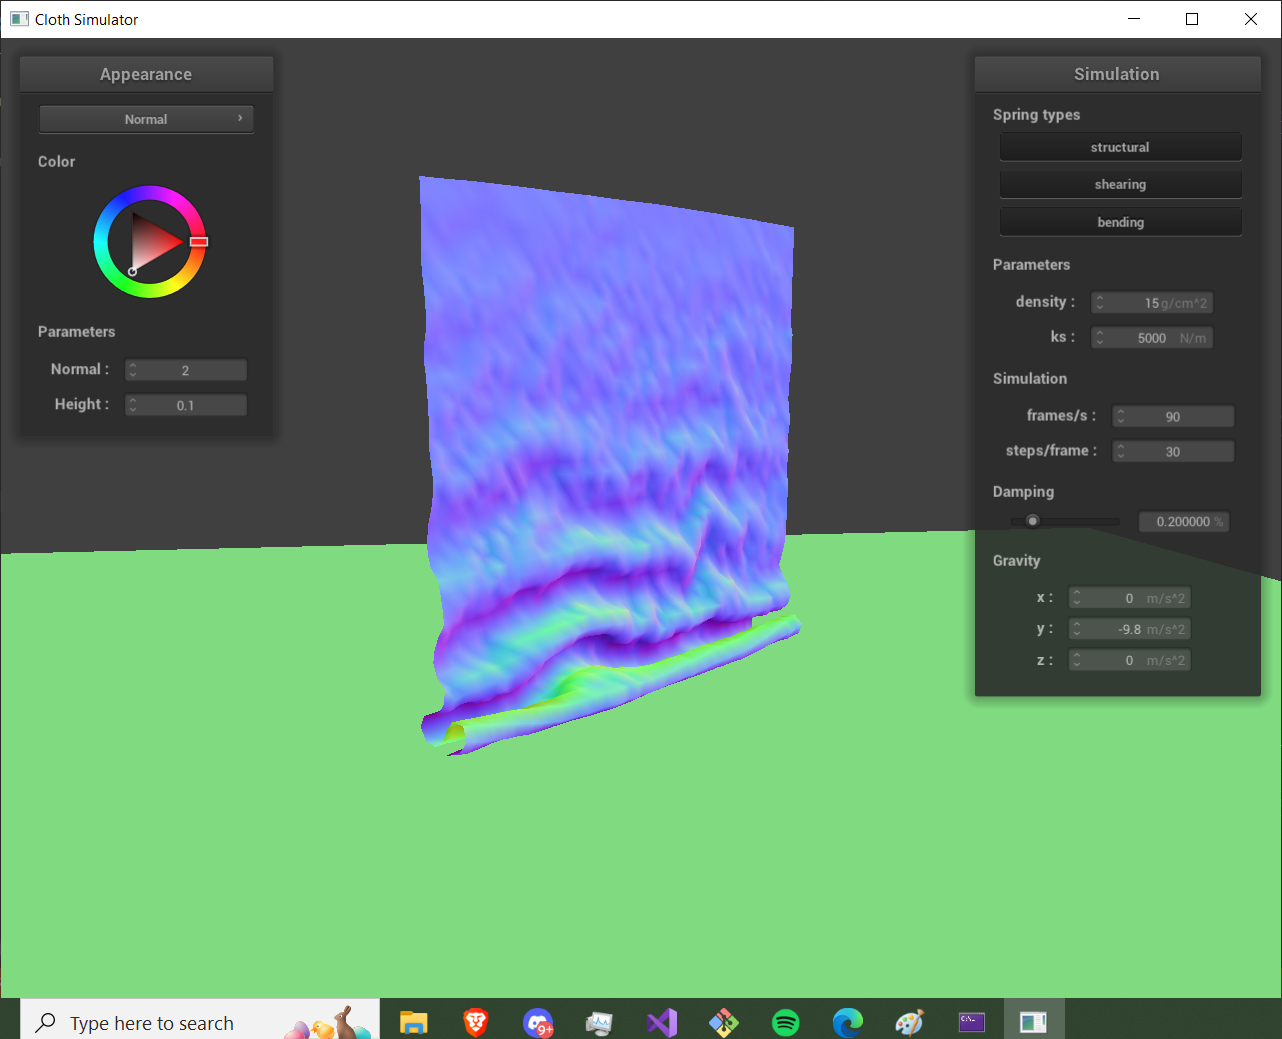 Cloth Simulator
Appearance
Normal
Color
Parameters
Normal : 2
Height : 0.1
Simulation
Spring types
structural
shearing
bending
Parameters
density : 15 g/cm^2
ks : 5000 N/m
Simulation
frames/s : 90
steps/frame : 30
Damping
0.200000 %
Gravity
x : 0 m/s^2
y : -9.8 m/s^2
z : 0 m/s^2
Type here to search
9+
C:\_